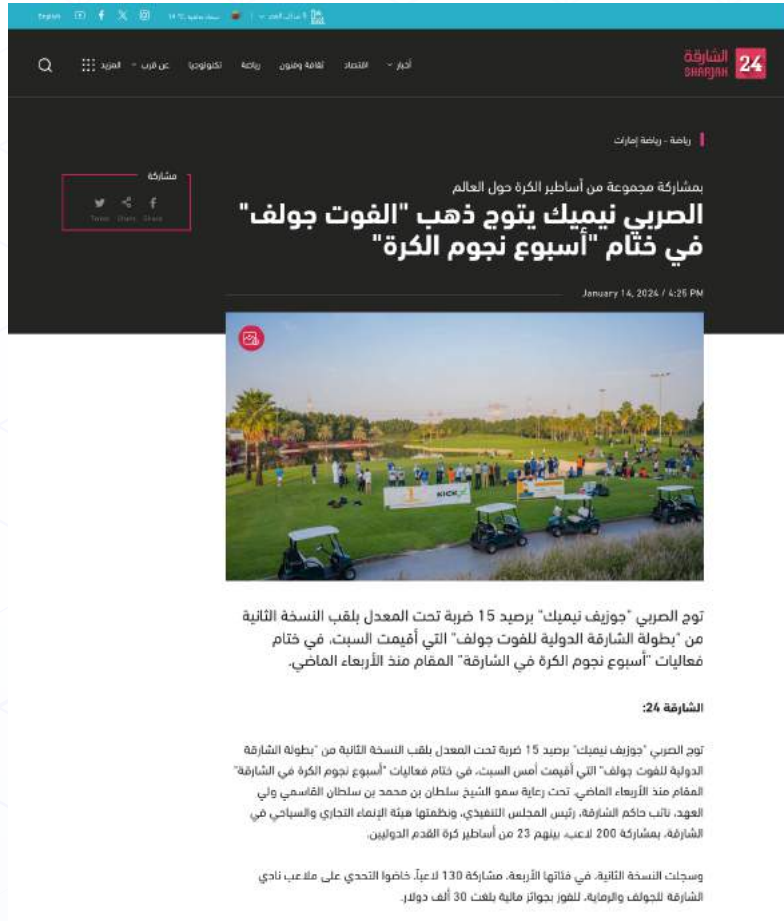 English
أخبار
اقتصاد
ثقافة وفنون
رياضة
تكنولوجيا
عن قرب
المزيد
الشارقة 24
SHARJAH
رياضة - رياضة إمارات
مشاركة
Tweet Share Share
بمشاركة مجموعة من أساطير الكرة حول العالم
الصربي نيميك يتوج ذهب "الفوت جولف"
في ختام "أسبوع نجوم الكرة"
January 14, 2024 / 4:25 PM
KICK
توج الصربي "جوزيف نيميك" برصيد 15 ضربة تحت المعدل بلقب النسخة الثانية
من "بطولة الشارقة الدولية للفوت جولف" التي أقيمت السبت، في ختام
فعاليات "أسبوع نجوم الكرة في الشارقة" المقام منذ الأربعاء الماضي.
الشارقة 24:
توج الصربي "جوزيف نيميك" برصيد 15 ضربة تحت المعدل بلقب النسخة الثانية من "بطولة الشارقة
الدولية للفوت جولف" التي أقيمت أمس السبت، في ختام فعاليات "أسبوع نجوم الكرة في الشارقة"
المقام منذ الأربعاء الماضي، تحت رعاية سمو الشيخ سلطان بن محمد بن سلطان القاسمي ولي
العهد، نائب حاكم الشارقة، رئيس المجلس التنفيذي، ونظمتها هيئة الإنماء التجاري والسياحي في
الشارقة، بمشاركة 200 لاعب، بينهم 23 من أساطير كرة القدم الدوليين.
وسجلت النسخة الثانية، في فئاتها الأربعة، مشاركة 130 لاعباً، خاضوا التحدي على ملاعب نادي
الشارقة للجولف والرماية، للفوز بجوائز مالية بلغت 30 ألف دولار.